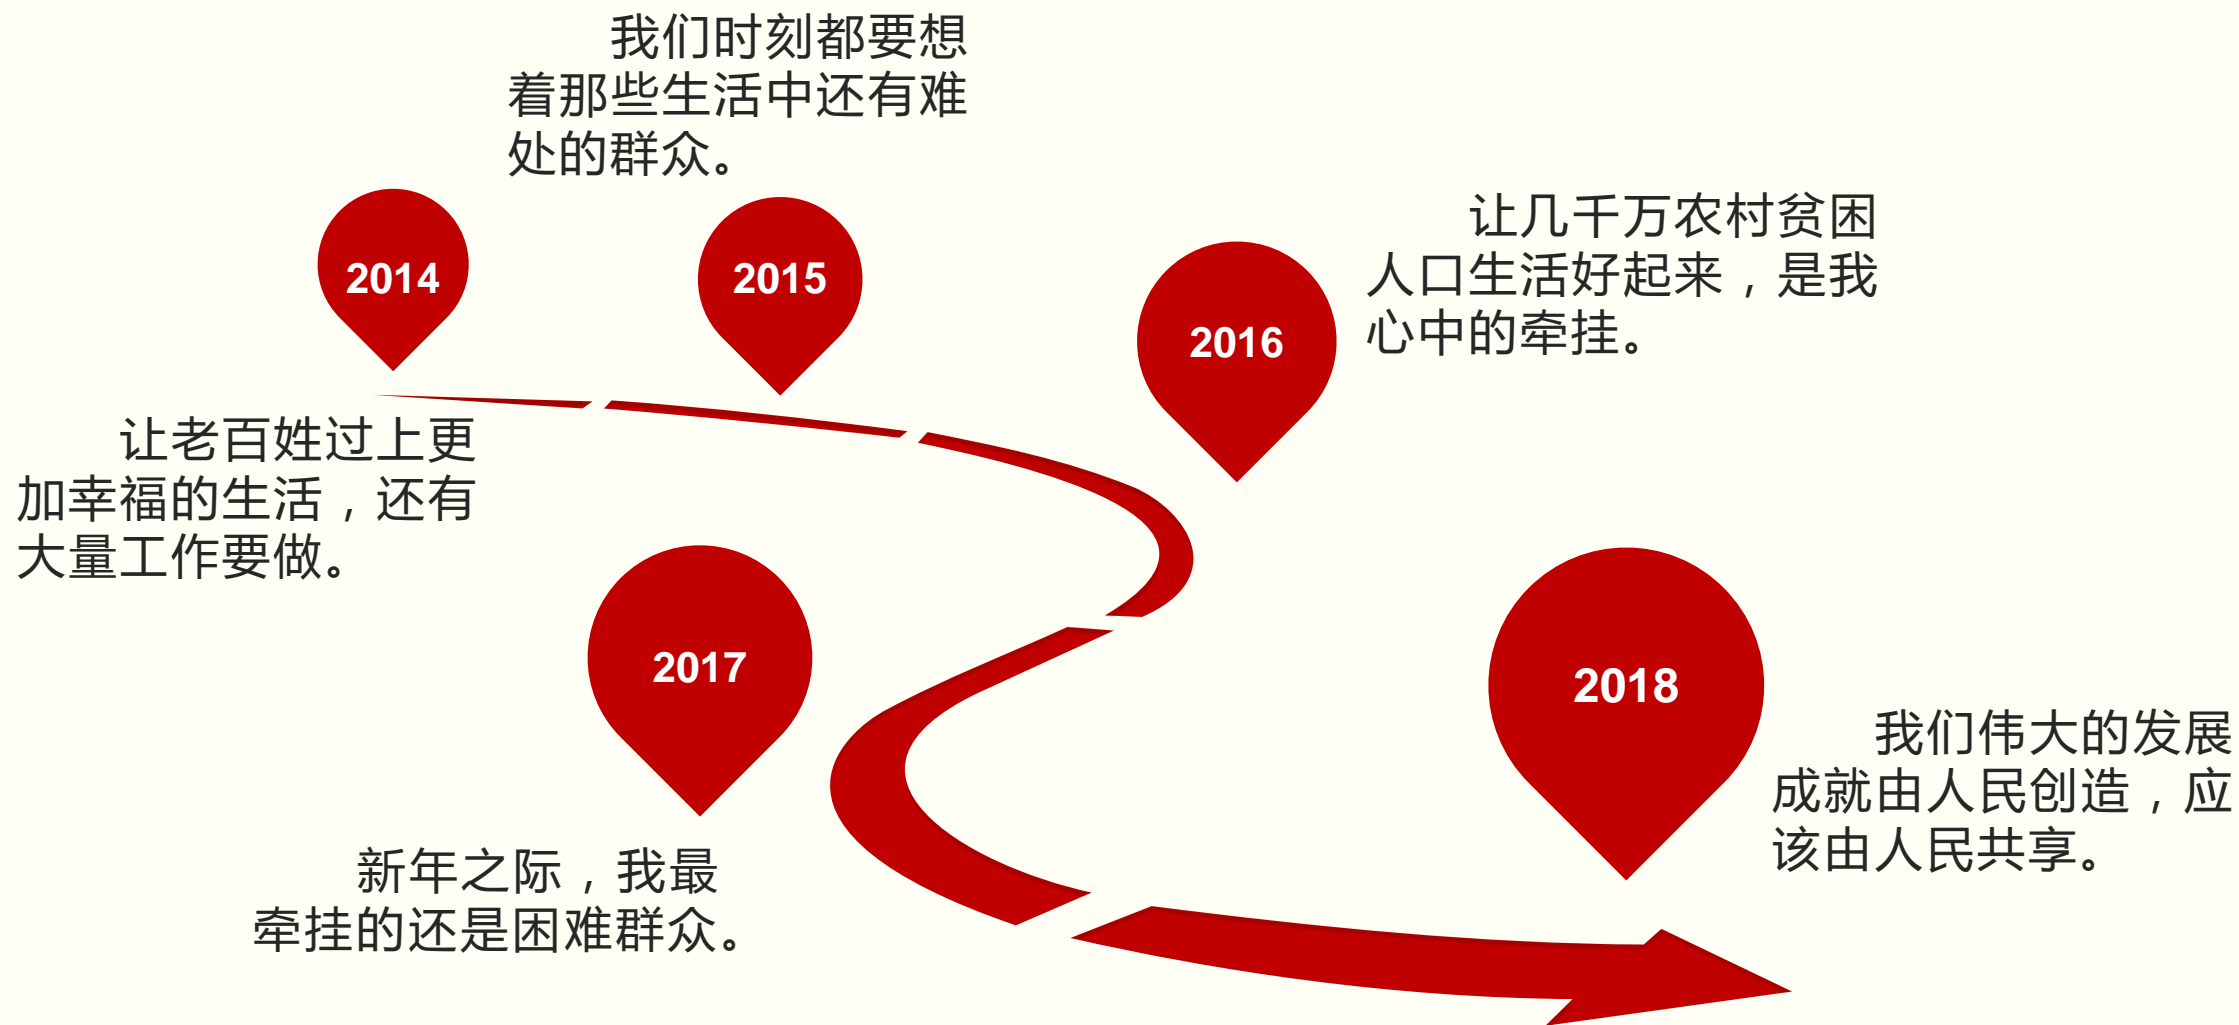 2014
让老百姓过上更
加幸福的生活，还有
大量工作要做。
我们时刻都要想
着那些生活中还有难
处的群众。
2015
2016
让几千万农村贫困
人口生活好起来，是我
心中的牵挂。
2017
新年之际，我最
牵挂的还是困难群众。
2018
我们伟大的发展
成就由人民创造，应
该由人民共享。